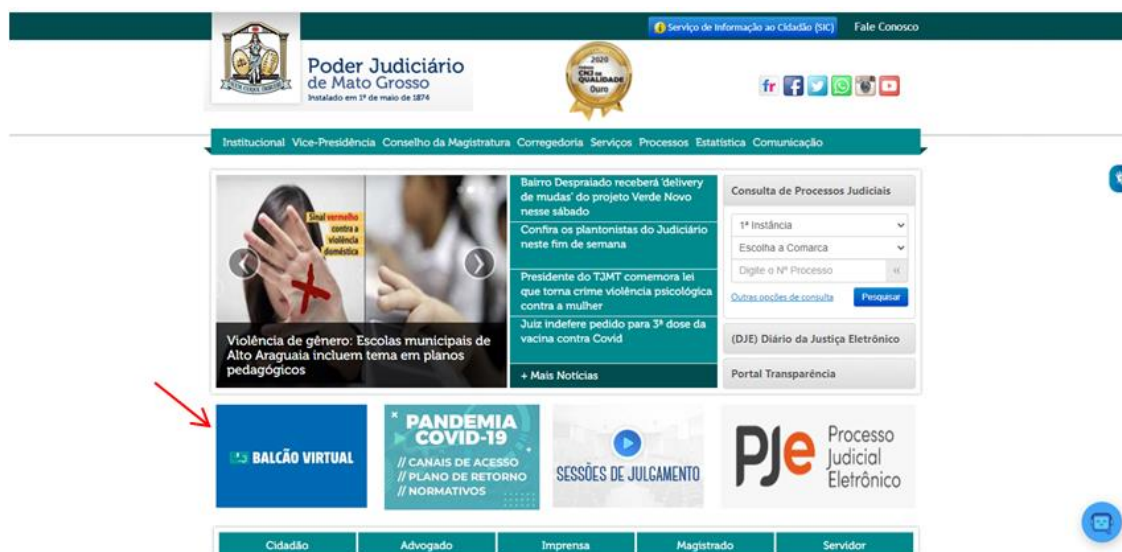 Serviço de Informação ao Cidadão (SIC)
Fale Conosco
Poder Judiciário
de Mato Grosso
Instalado em 1º de maio de 1874
2020
CNJ DE
QUALIDADE
Ouro
fr
Institucional Vice-Presidência Conselho da Magistratura Corregedoria Serviços Processos Estatística Comunicação
Sinal vermelho
contra a
violência
doméstica
Violência de gênero: Escolas municipais de
Alto Araguaia incluem tema em planos
pedagógicos
Bairro Despraiado receberá 'delivery
de mudas' do projeto Verde Novo
nesse sábado
Confira os plantonistas do Judiciário
neste fim de semana
Presidente do TJMT comemora lei
que torna crime violência psicológica
contra a mulher
Juiz indefere pedido para 3ª dose da
vacina contra Covid
+ Mais Notícias
Consulta de Processos Judiciais
1ª Instância
Escolha a Comarca
Digite o Nº Processo
Outras opções de consulta
Pesquisar
(DJE) Diário da Justiça Eletrônico
Portal Transparência
BALCÃO VIRTUAL
PANDEMIA
COVID-19
// CANAIS DE ACESSO
// PLANO DE RETORNO
// NORMATIVOS
SESSÕES DE JULGAMENTO
PJe
Processo
Judicial
Eletrônico
Cidadão
Advogado
Imprensa
Magistrado
Servidor